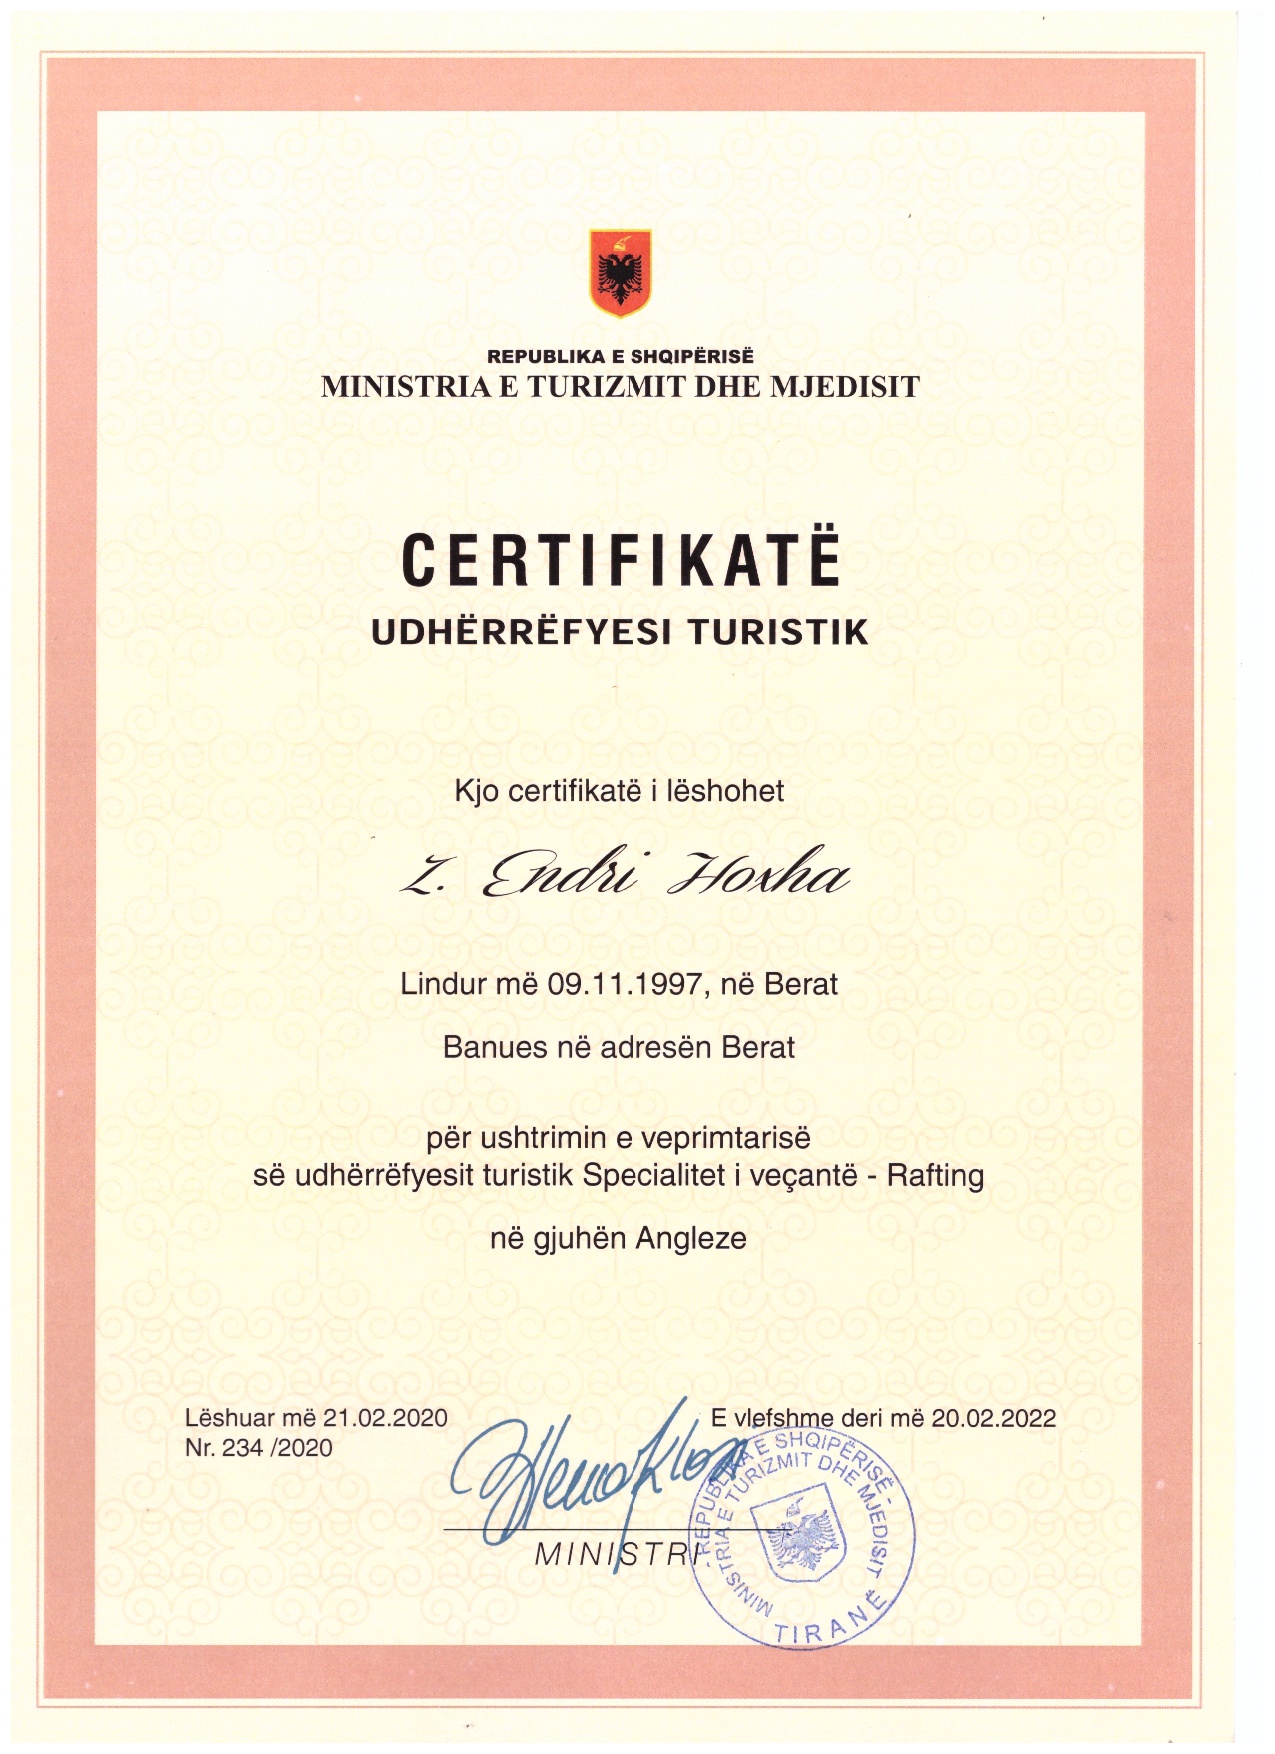 REPUBLIKA E SHQIPËRISË
MINISTRIA E TURIZMIT DHE MJEDISIT
CERTIFIKATË
UDHËRRËFYESI TURISTIK
Kjo certifikatë i lëshohet
Z. Endri Hoxha
Lindur më 09.11.1997, në Berat
Banues në adresën Berat
për ushtrimin e veprimtarisë
së udhërrëfyesit turistik Specialitet i veçantë - Rafting
në gjuhën Angleze
Lëshuar më 21.02.2020
Nr. 234 /2020
E vlefshme deri më 20.02.2022
MINISTRI
- REPUBLIKA E SHQIPËRISË -
MINISTRIA E TURIZMIT DHE MJEDISIT
TIRANË